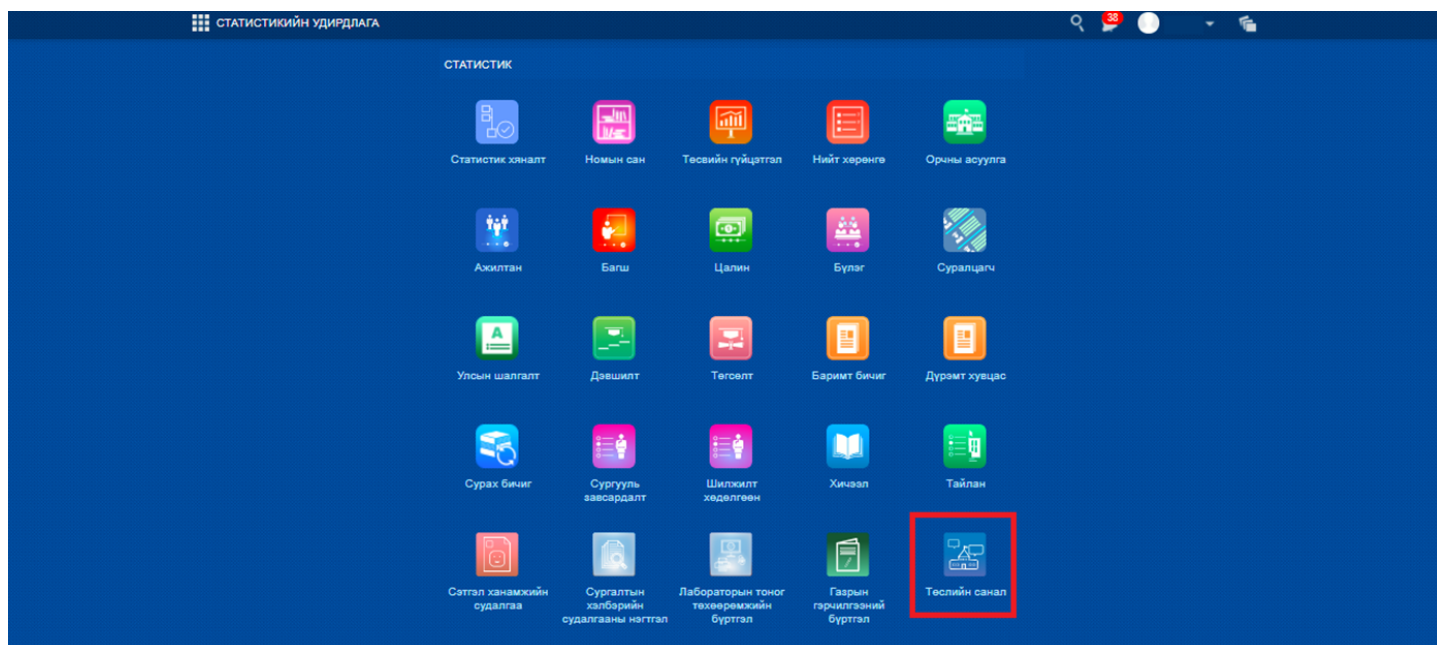 СТАТИСТИКИЙН УДИРДЛАГА
38
СТАТИСТИК
Статистик хяналт
Номын сан
Төсвийн гүйцэтгэл
Нийт хөрөнгө
Орчны асуулга
Ажилтан
Багш
Цалин
Бүлэг
Суралцагч
Улсын шалгалт
Дэвшилт
Төгсөлт
Баримт бичиг
Дүрэмт хувцас
Сурах бичиг
Сургууль
завсардалт
Шилжилт
хөдөлгөөн
Хичээл
Тайлан
Сэтгэл ханамжийн
судалгаа
Сургалтын
хэлбэрийн
судалгааны нэгтгэл
Лабораторын тоног
төхөөрөмжийн
бүртгэл
Газрын
гэрчилгээний
бүртгэл
Төслийн санал